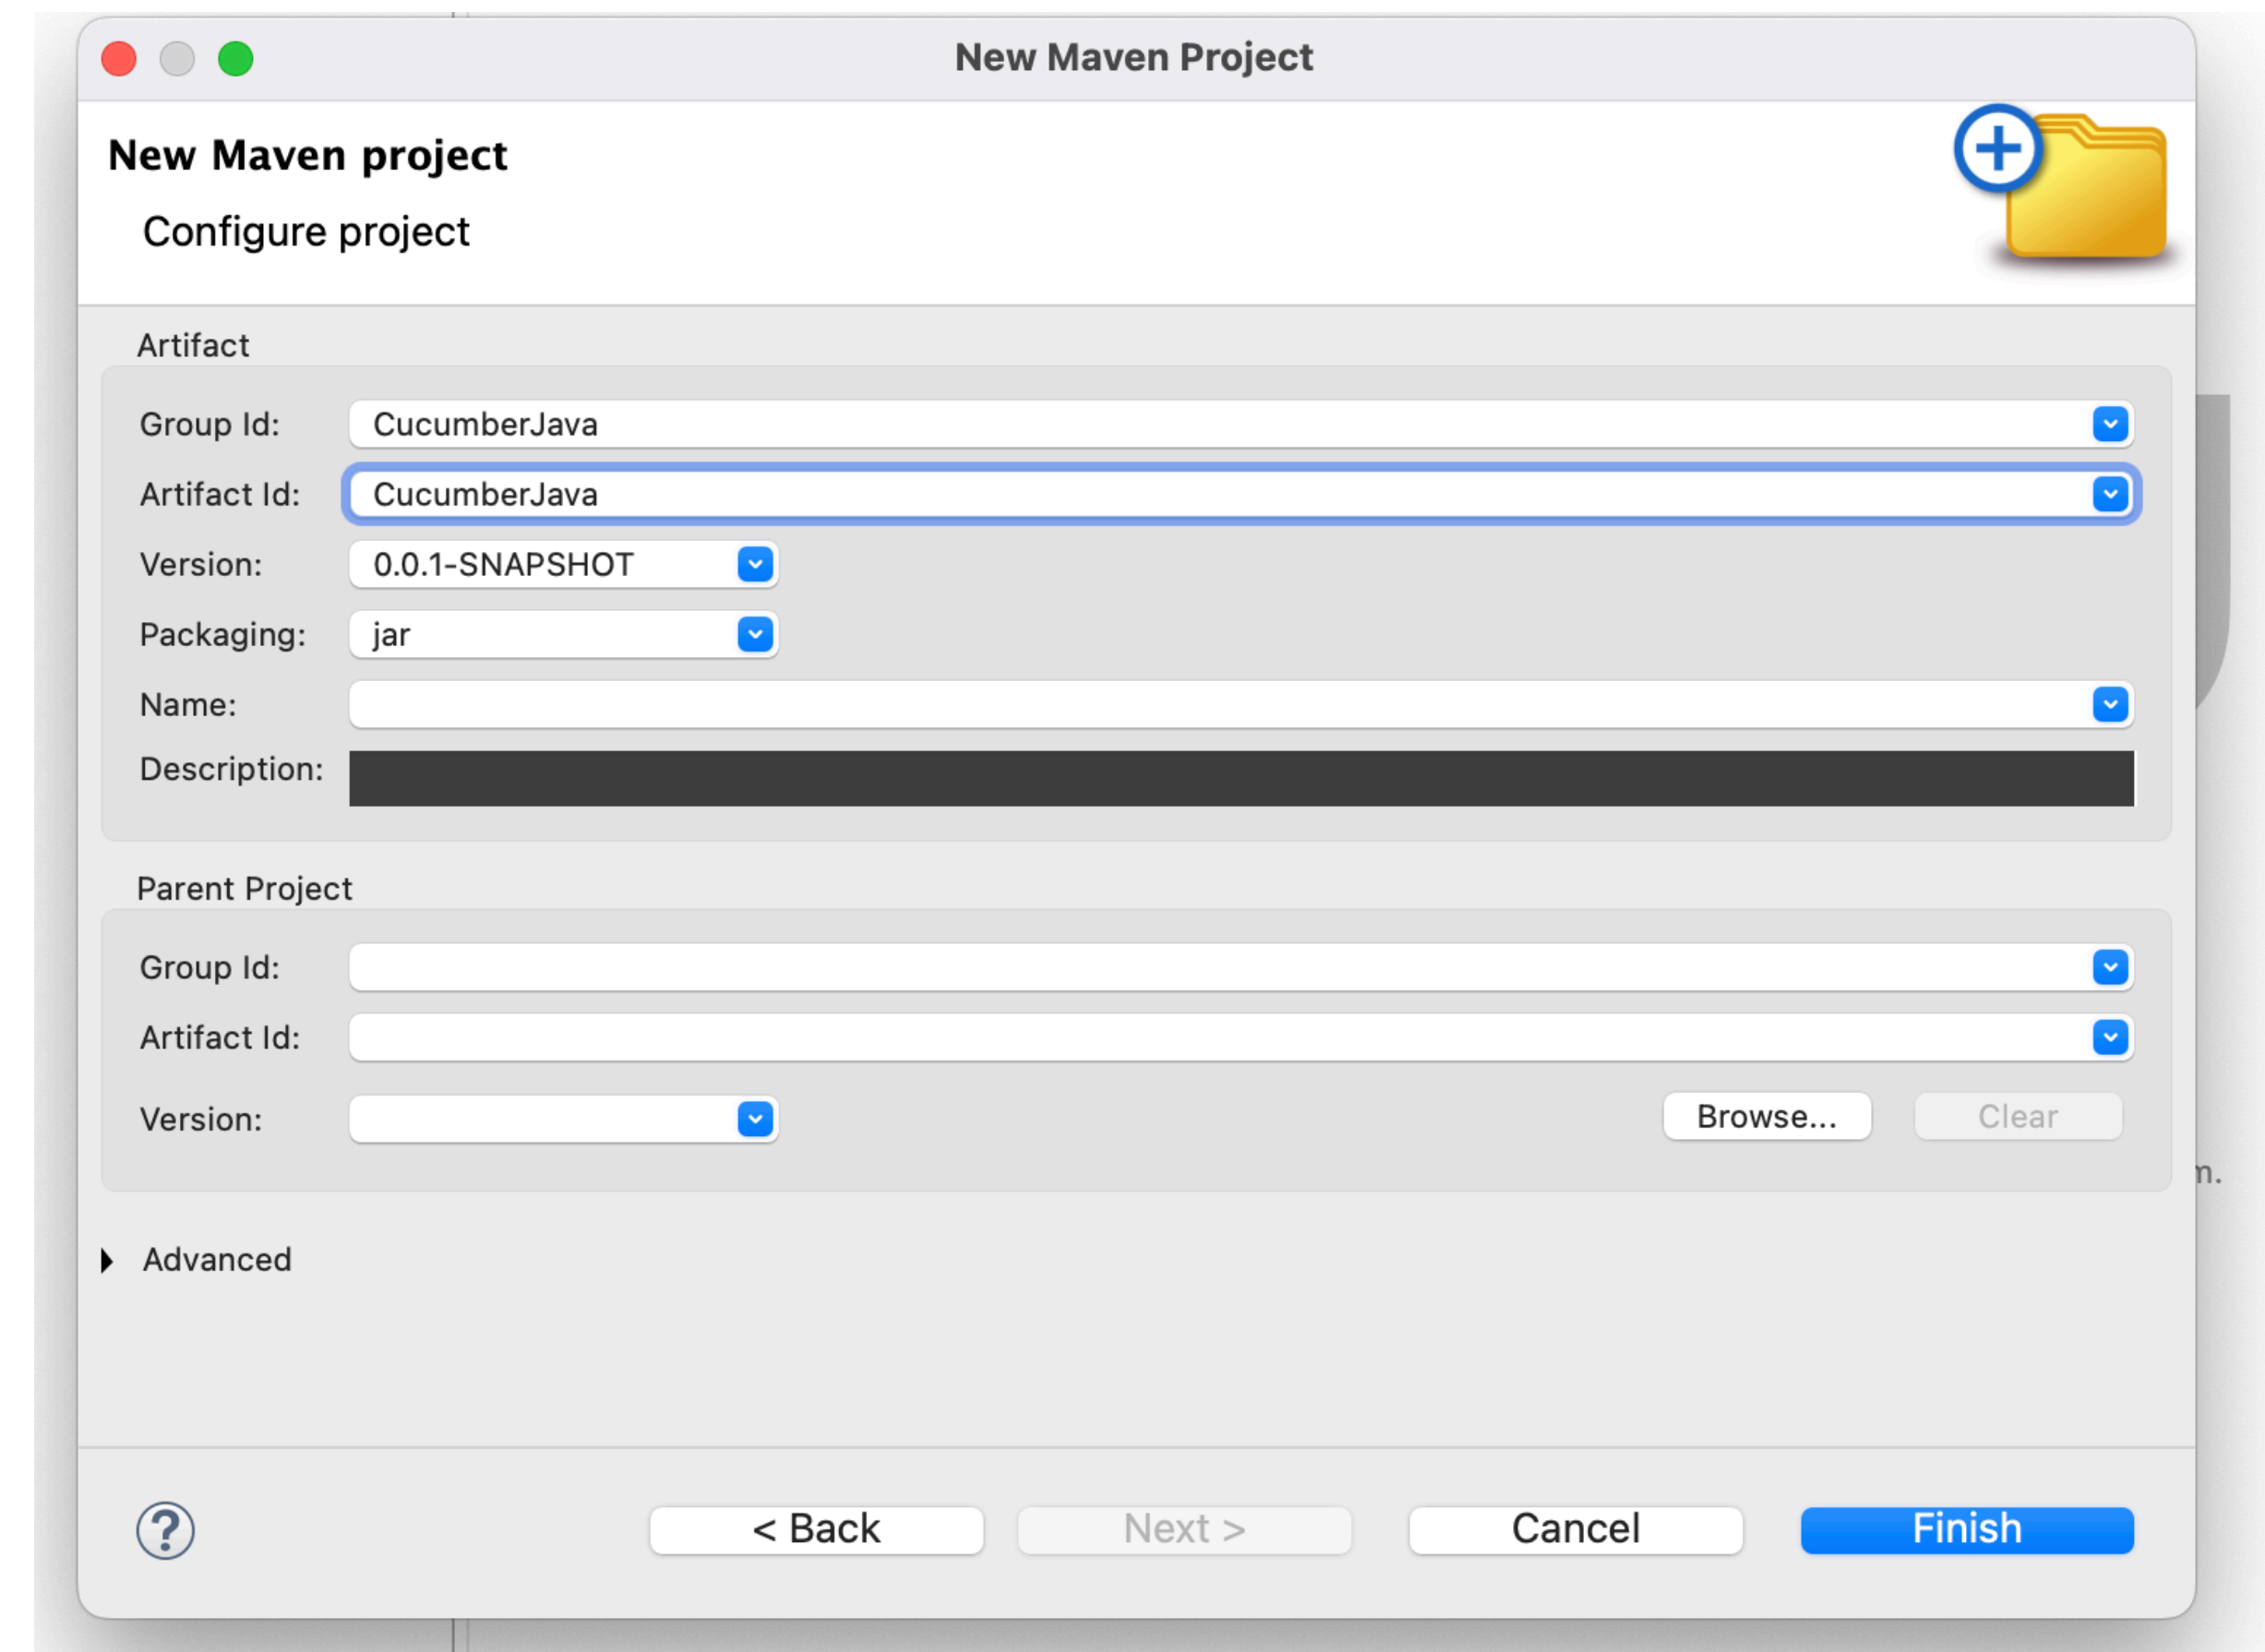 New Maven Project
New Maven project
Configure project
Artifact
Group Id: CucumberJava
Artifact Id: CucumberJava
Version: 0.0.1-SNAPSHOT
Packaging: jar
Name:
Description:
Parent Project
Group Id:
Artifact Id:
Version: Browse... Clear
m.
Advanced
? < Back Next > Cancel Finish